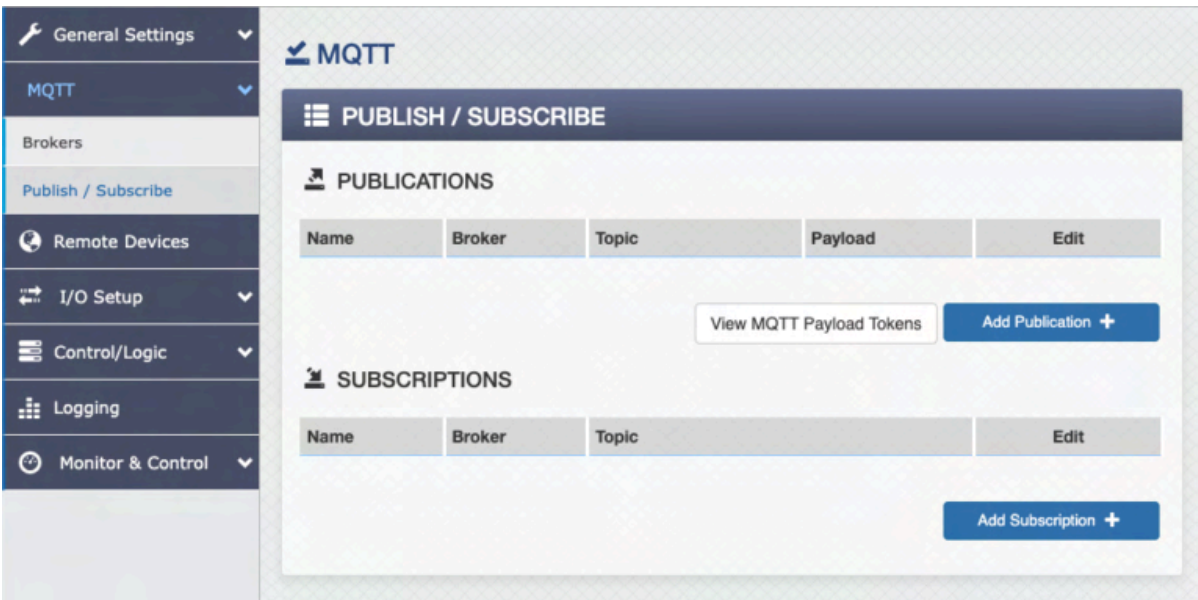 General Settings
MQTT
Brokers
Publish / Subscribe
Remote Devices
I/O Setup
Control/Logic
Logging
Monitor & Control
MQTT
PUBLISH / SUBSCRIBE
PUBLICATIONS
Name Broker Topic Payload Edit
View MQTT Payload Tokens Add Publication +
SUBSCRIPTIONS
Name Broker Topic Edit
Add Subscription +